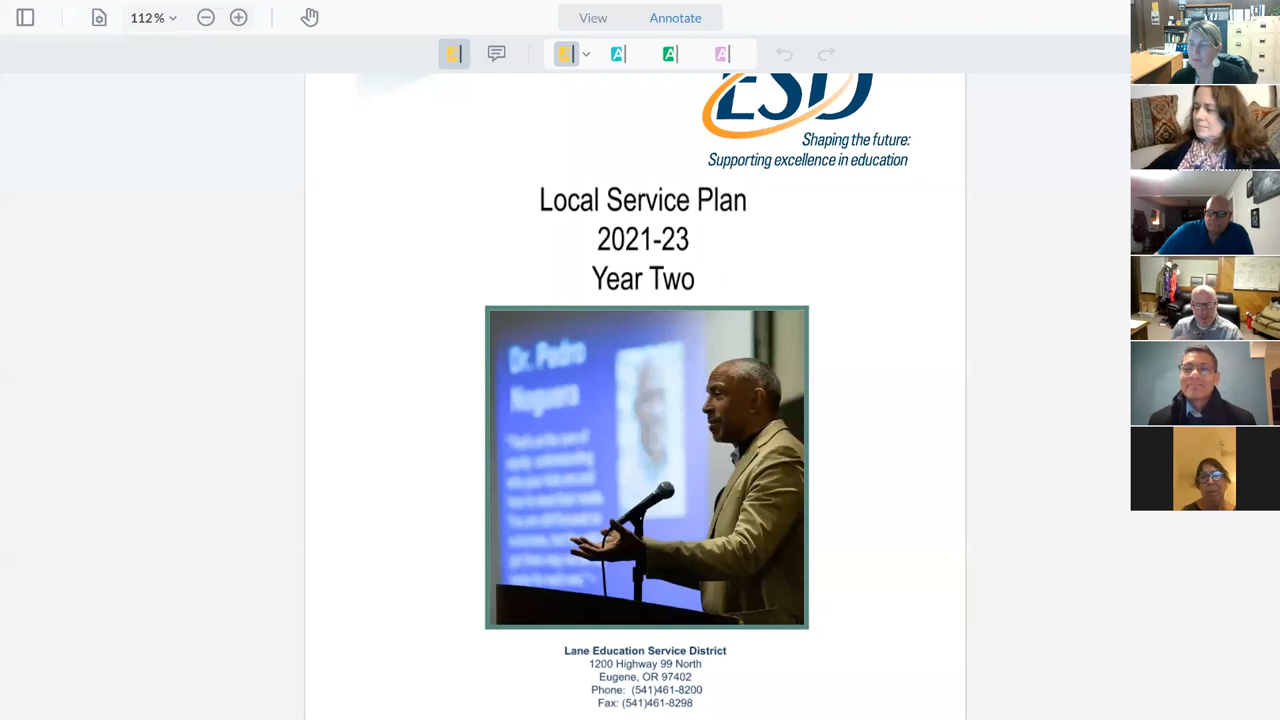 112%
View
Annotate
ESD
Shaping the future:
Supporting excellence in education
Local Service Plan
2021-23
Year Two
Dr. Pedro
Noguera
Lane Education Service District
1200 Highway 99 North
Eugene, OR 97402
Phone: (541)461-8200
Fax: (541)461-8298